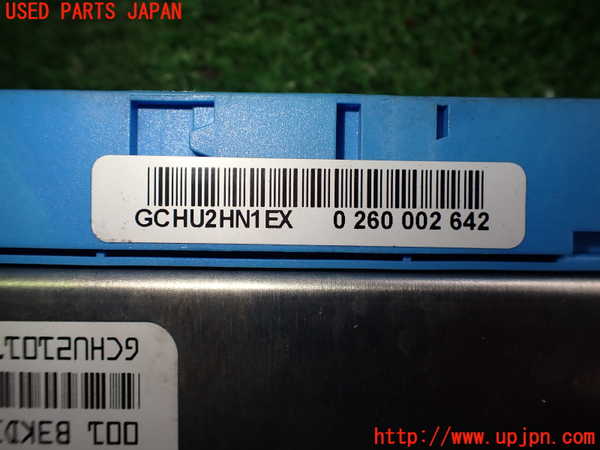 USED PARTS JAPAN
GCHU2HN1EX 0 260 002 642
http://www.upjpn.com/